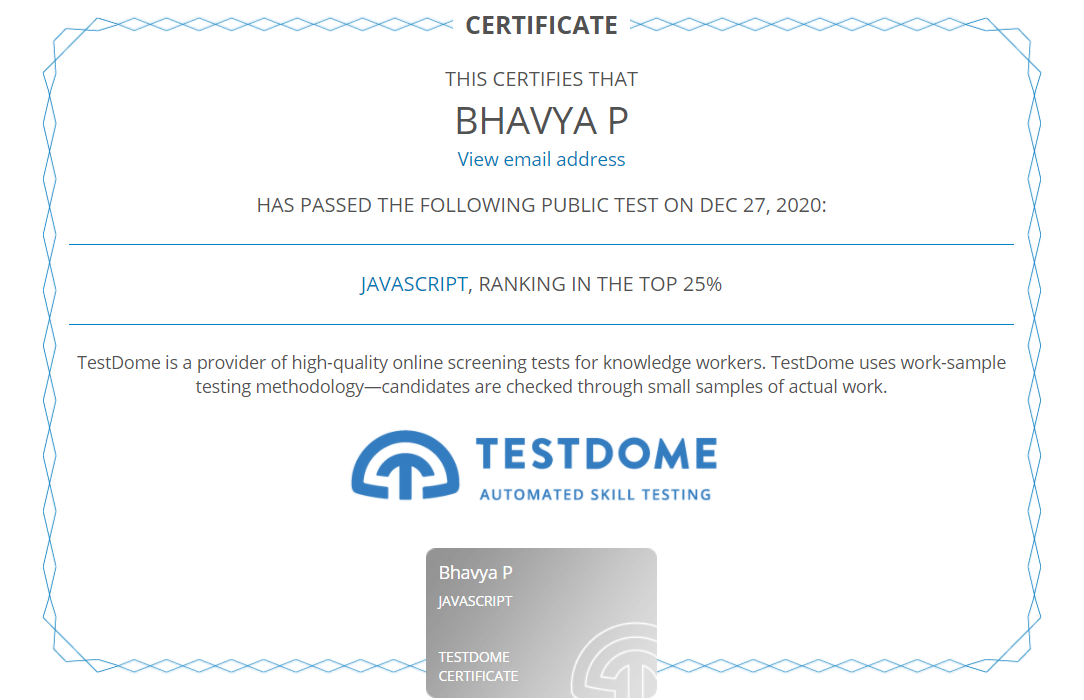 CERTIFICATE
THIS CERTIFIES THAT
BHAVYA P
View email address
HAS PASSED THE FOLLOWING PUBLIC TEST ON DEC 27, 2020:
JAVASCRIPT, RANKING IN THE TOP 25%
TestDome is a provider of high-quality online screening tests for knowledge workers. TestDome uses work-sample
testing methodology—candidates are checked through small samples of actual work.
TESTDOME
AUTOMATED SKILL TESTING
Bhavya P
JAVASCRIPT
TESTDOME
CERTIFICATE